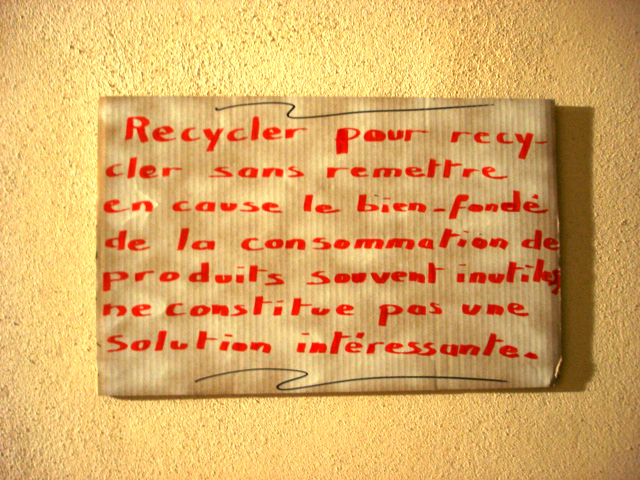 Recycler pour recy-
cler sans remettre
en cause le bien-fondé
de la consommation de
produits souvent inutiles,
ne constitue pas une
solution intéressante.